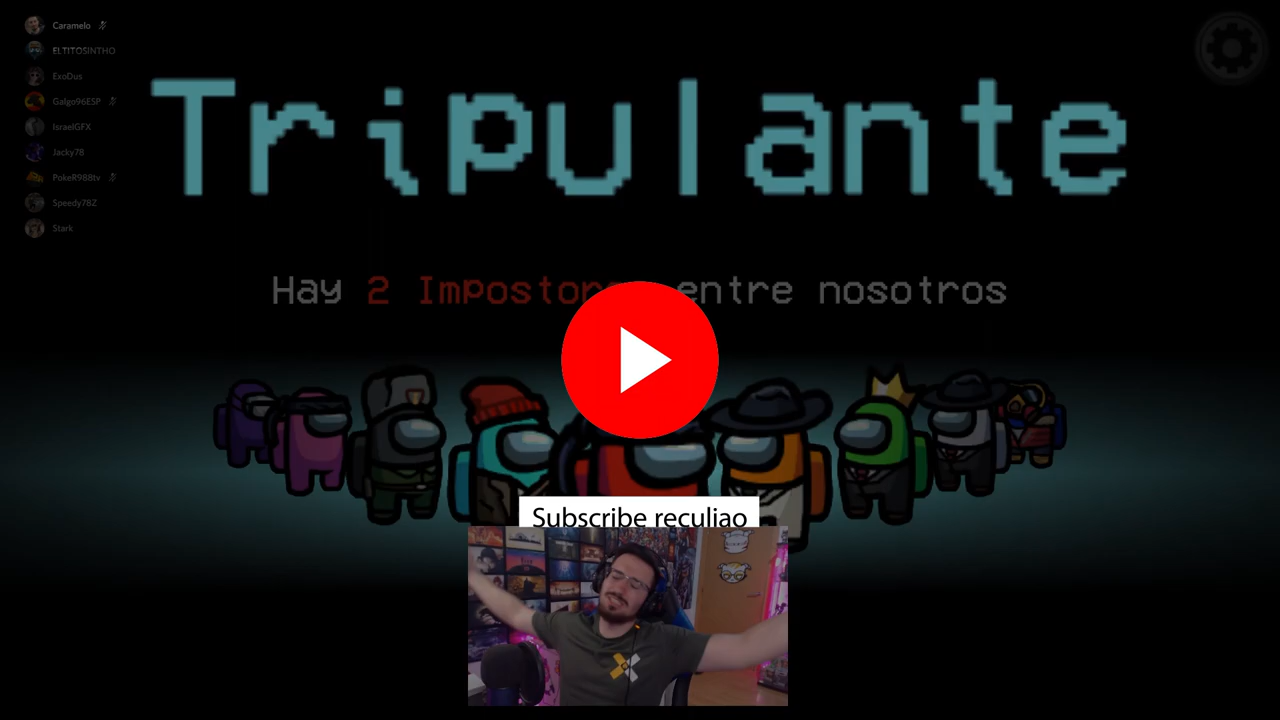 Caramelo
ELTITOSINTHO
ExoDus
Galgo96ESP
IsraelGFX
Jacky78
PokeR988tv
Speedy782
Stark
Tripulante
Hay 2 Impostor entre nosotros
Subscribe reculiao